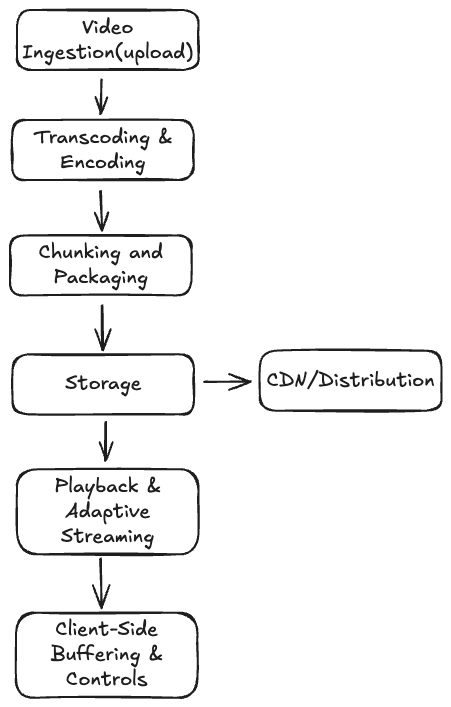 Video
Ingestion(upload)
Transcoding &
Encoding
Chunking and
Packaging
Storage
CDN/Distribution
Playback &
Adaptive
Streaming
Client-Side
Buffering &
Controls